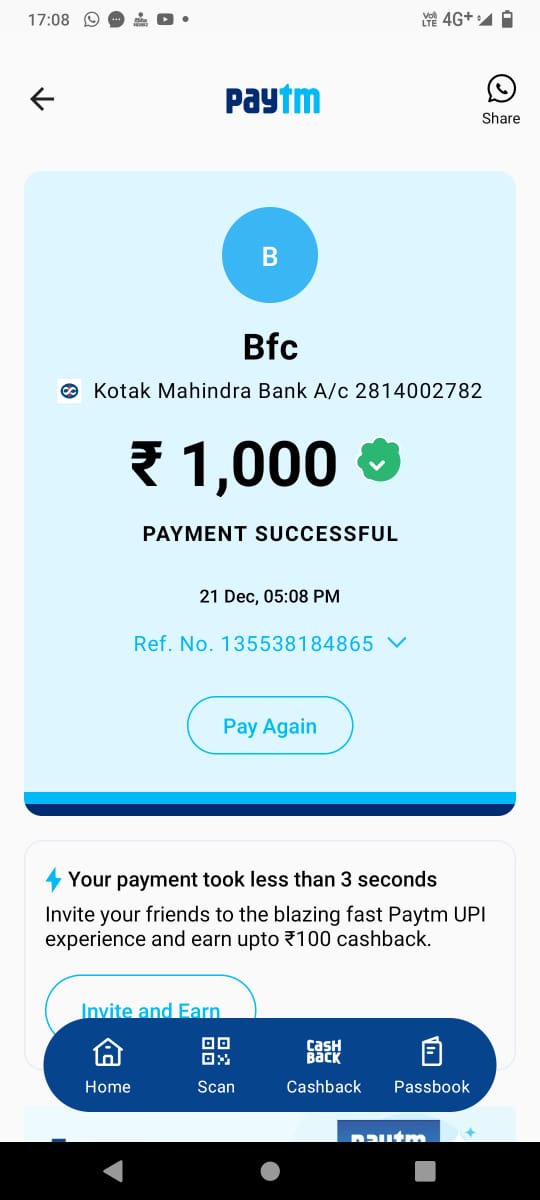 17:08
VoD LTE 4G+
paytm
Share
B
Bfc
Kotak Mahindra Bank A/c 2814002782
₹ 1,000
PAYMENT SUCCESSFUL
21 Dec, 05:08 PM
Ref. No. 135538184865
Pay Again
Your payment took less than 3 seconds
Invite your friends to the blazing fast Paytm UPI
experience and earn upto ₹100 cashback.
Invite and Earn
CASH
BACK
Home Scan Cashback Passbook
paytm